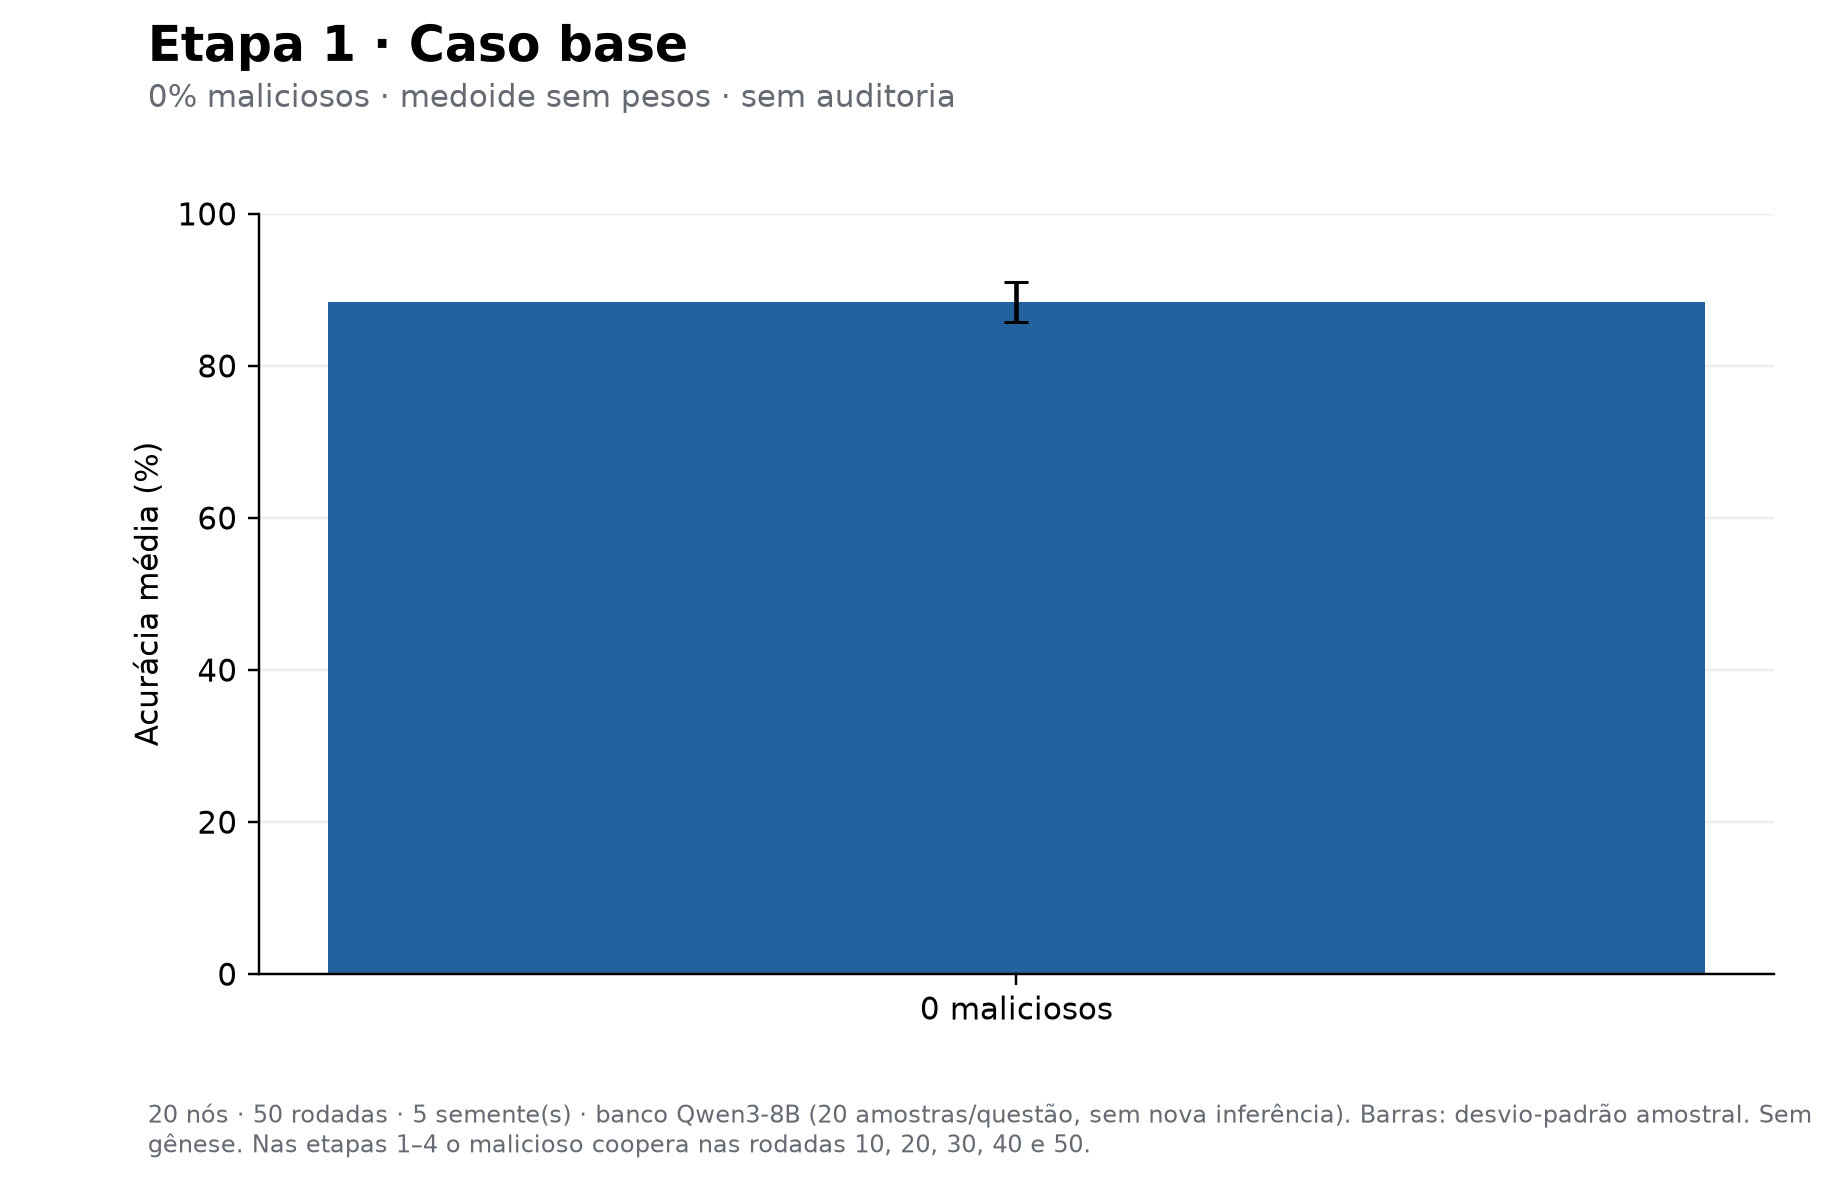 Etapa 1 · Caso base
0% maliciosos · medoide sem pesos · sem auditoria
100
80
60
40
20
0
Acurácia média (%)
0 maliciosos
20 nós · 50 rodadas · 5 semente(s) · banco Qwen3-8B (20 amostras/questão, sem nova inferência). Barras: desvio-padrão amostral. Sem
gênese. Nas etapas 1–4 o malicioso coopera nas rodadas 10, 20, 30, 40 e 50.